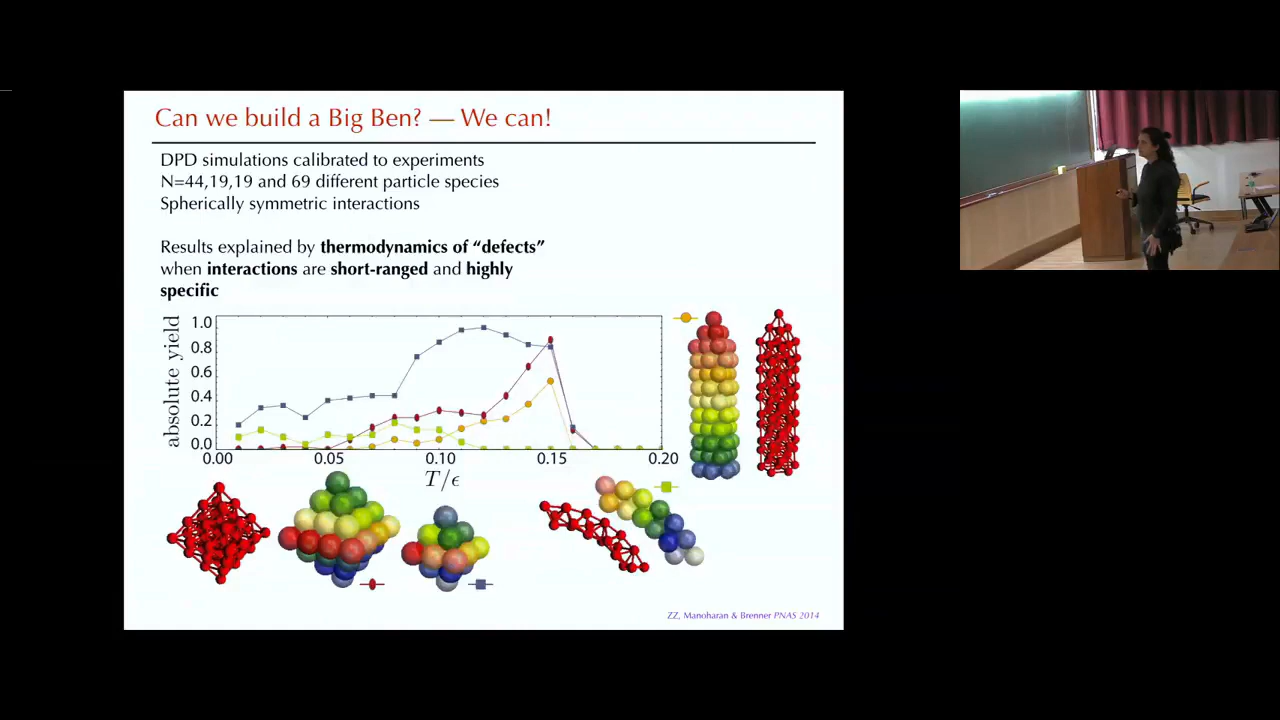 Can we build a Big Ben? — We can!
DPD simulations calibrated to experiments
N=44,19,19 and 69 different particle species
Spherically symmetric interactions
Results explained by thermodynamics of “defects”
when interactions are short-ranged and highly
specific
absolute yield
1.0
0.8
0.6
0.4
0.2
0.0
0.00 0.05 0.10 0.15 0.20
T/ϵ
ZZ, Manoharan & Brenner PNAS 2014